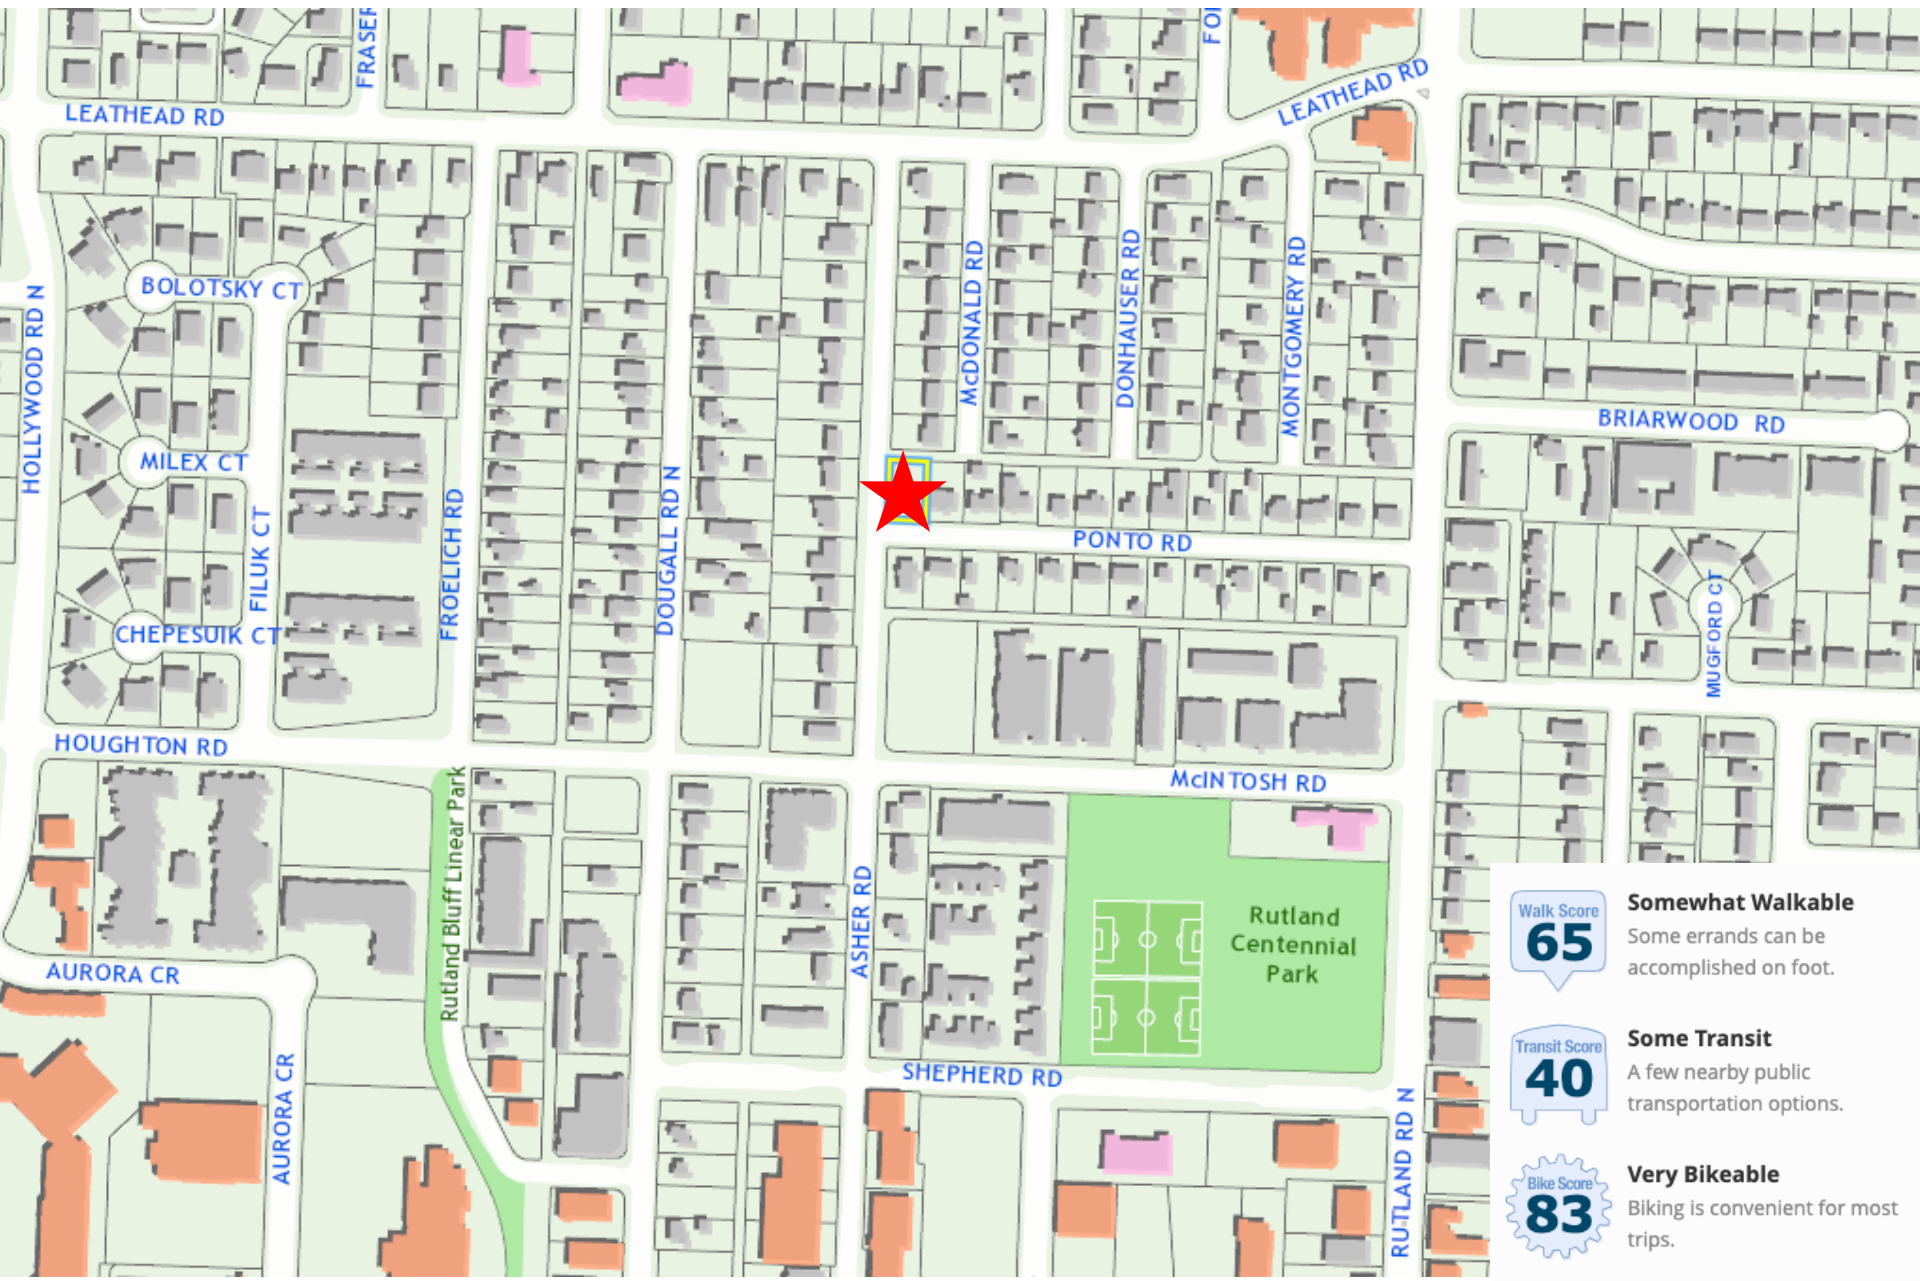 FRASER
FO
LEATHEAD RD
LEATHEAD RD
HOLLYWOOD RD N
BOLOTSKY CT
McDONALD RD
DONHAUSER RD
MONTGOMERY RD
BRIARWOOD RD
MILEX CT
FILUK CT
FROELICH RD
DOUGALL RD N
PONTO RD
CHEPESUIK CT
MUGFORD CT
HOUGHTON RD
McINTOSH RD
Rutland Bluff Linear Park
ASHER RD
Rutland
Centennial
Park
AURORA CR
AURORA CR
SHEPHERD RD
RUTLAND RD N
Walk Score
65
Somewhat Walkable
Some errands can be
accomplished on foot.
Transit Score
40
Some Transit
A few nearby public
transportation options.
Bike Score
83
Very Bikeable
Biking is convenient for most
trips.